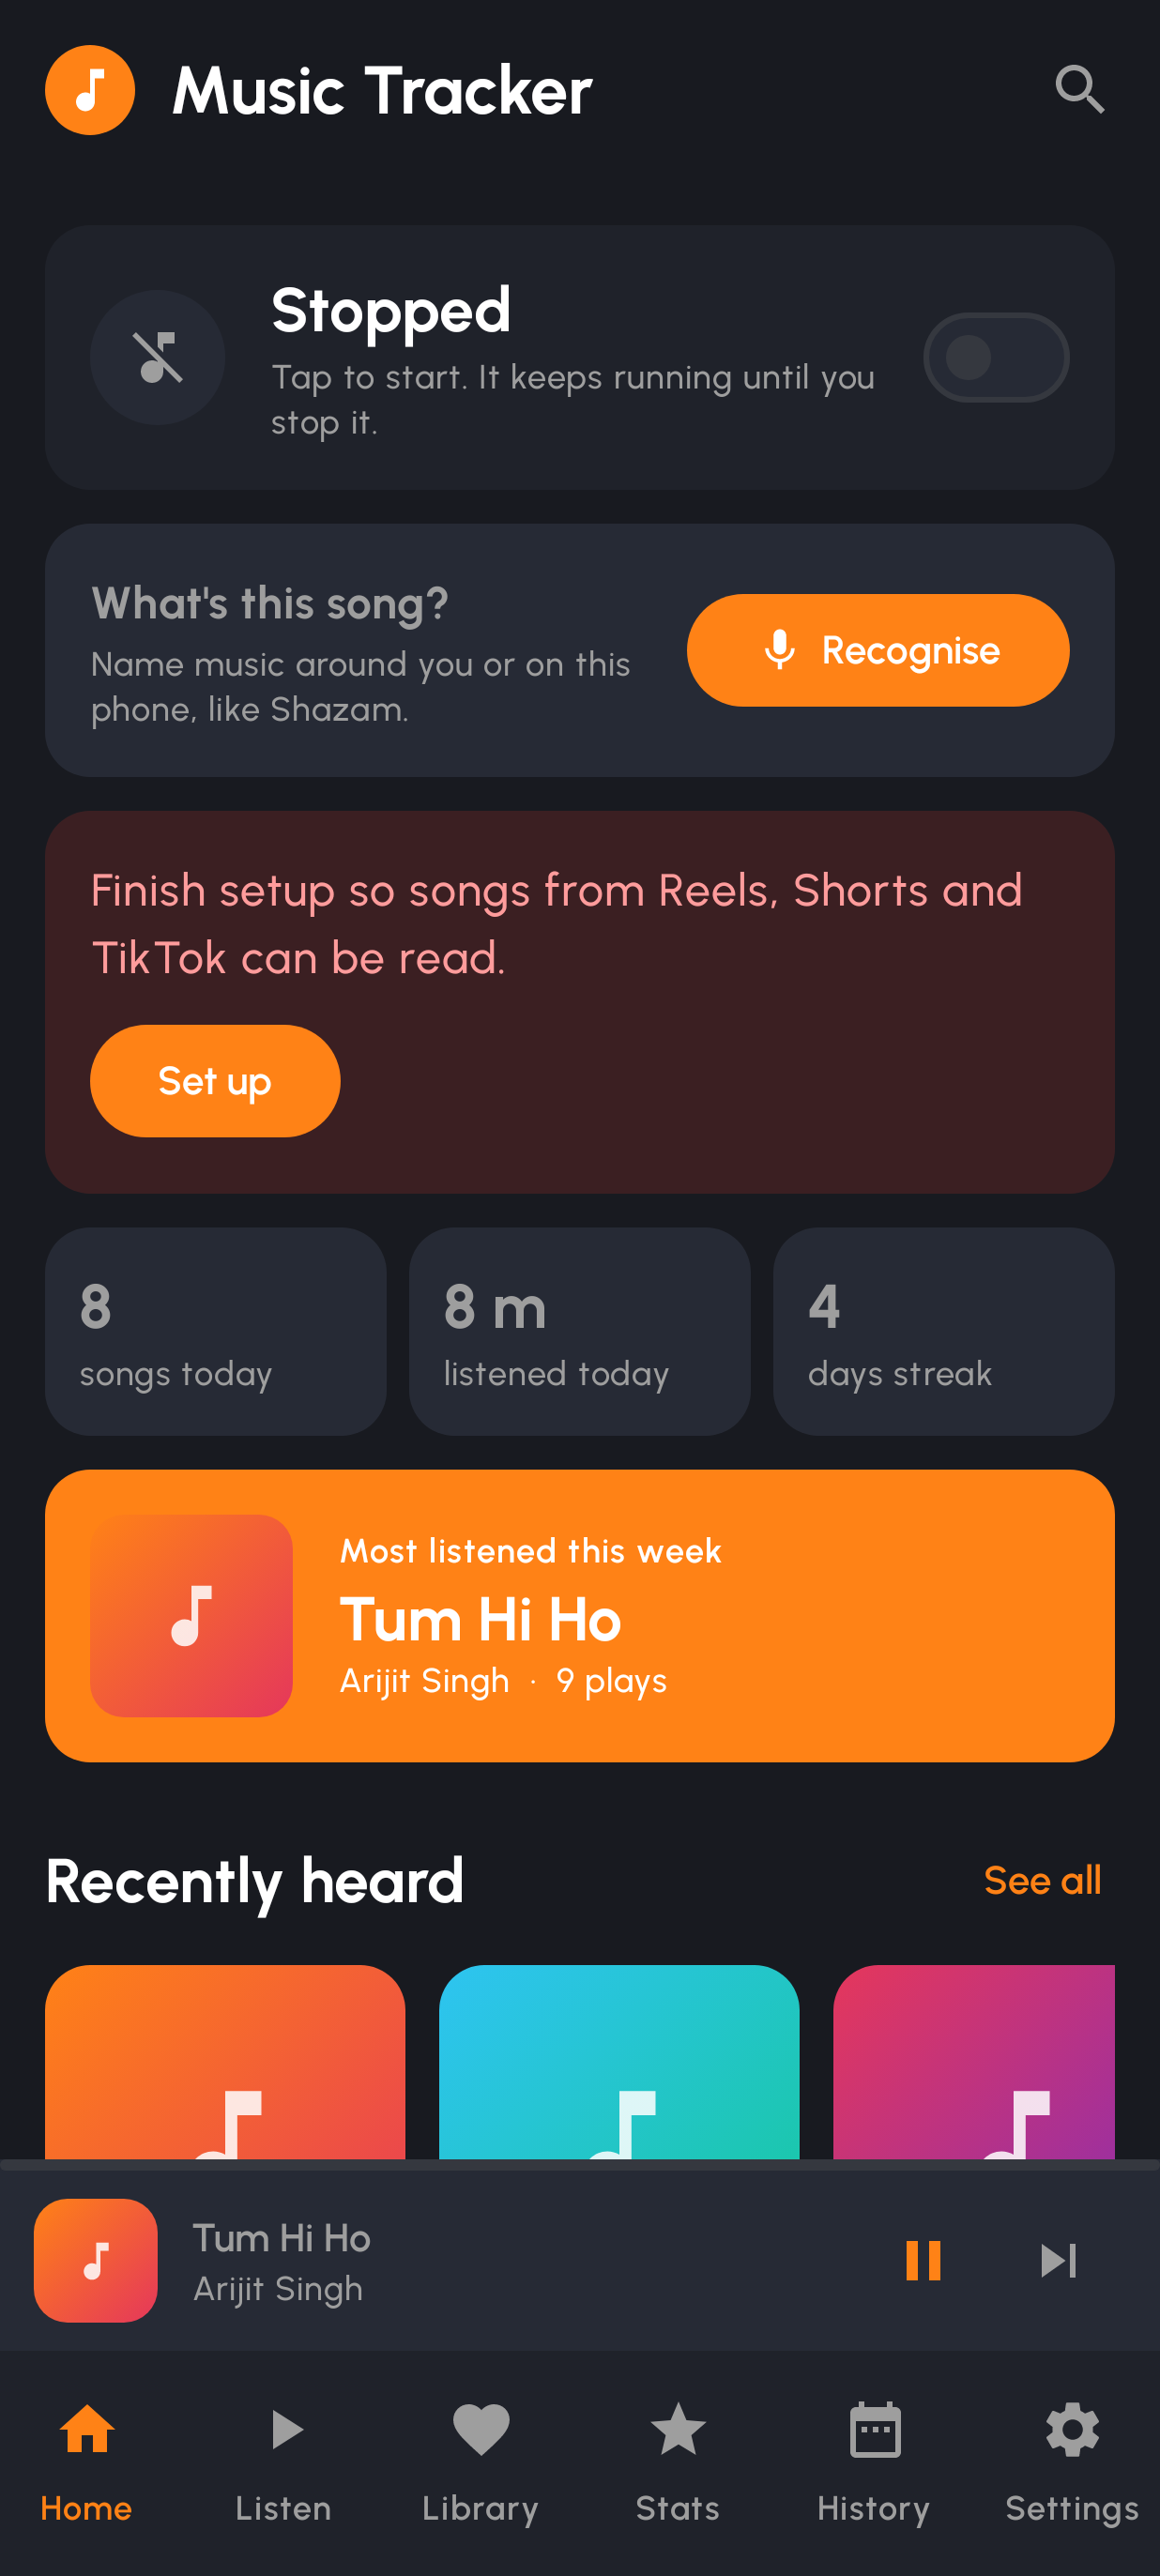 Music Tracker
Stopped
Tap to start. It keeps running until you
stop it.
What's this song?
Name music around you or on this
phone, like Shazam.
Recognise
Finish setup so songs from Reels, Shorts and
TikTok can be read.
Set up
8
songs today
8 m
listened today
4
days streak
Most listened this week
Tum Hi Ho
Arijit Singh · 9 plays
Recently heard
See all
Tum Hi Ho
Arijit Singh
Home
Listen
Library
Stats
History
Settings